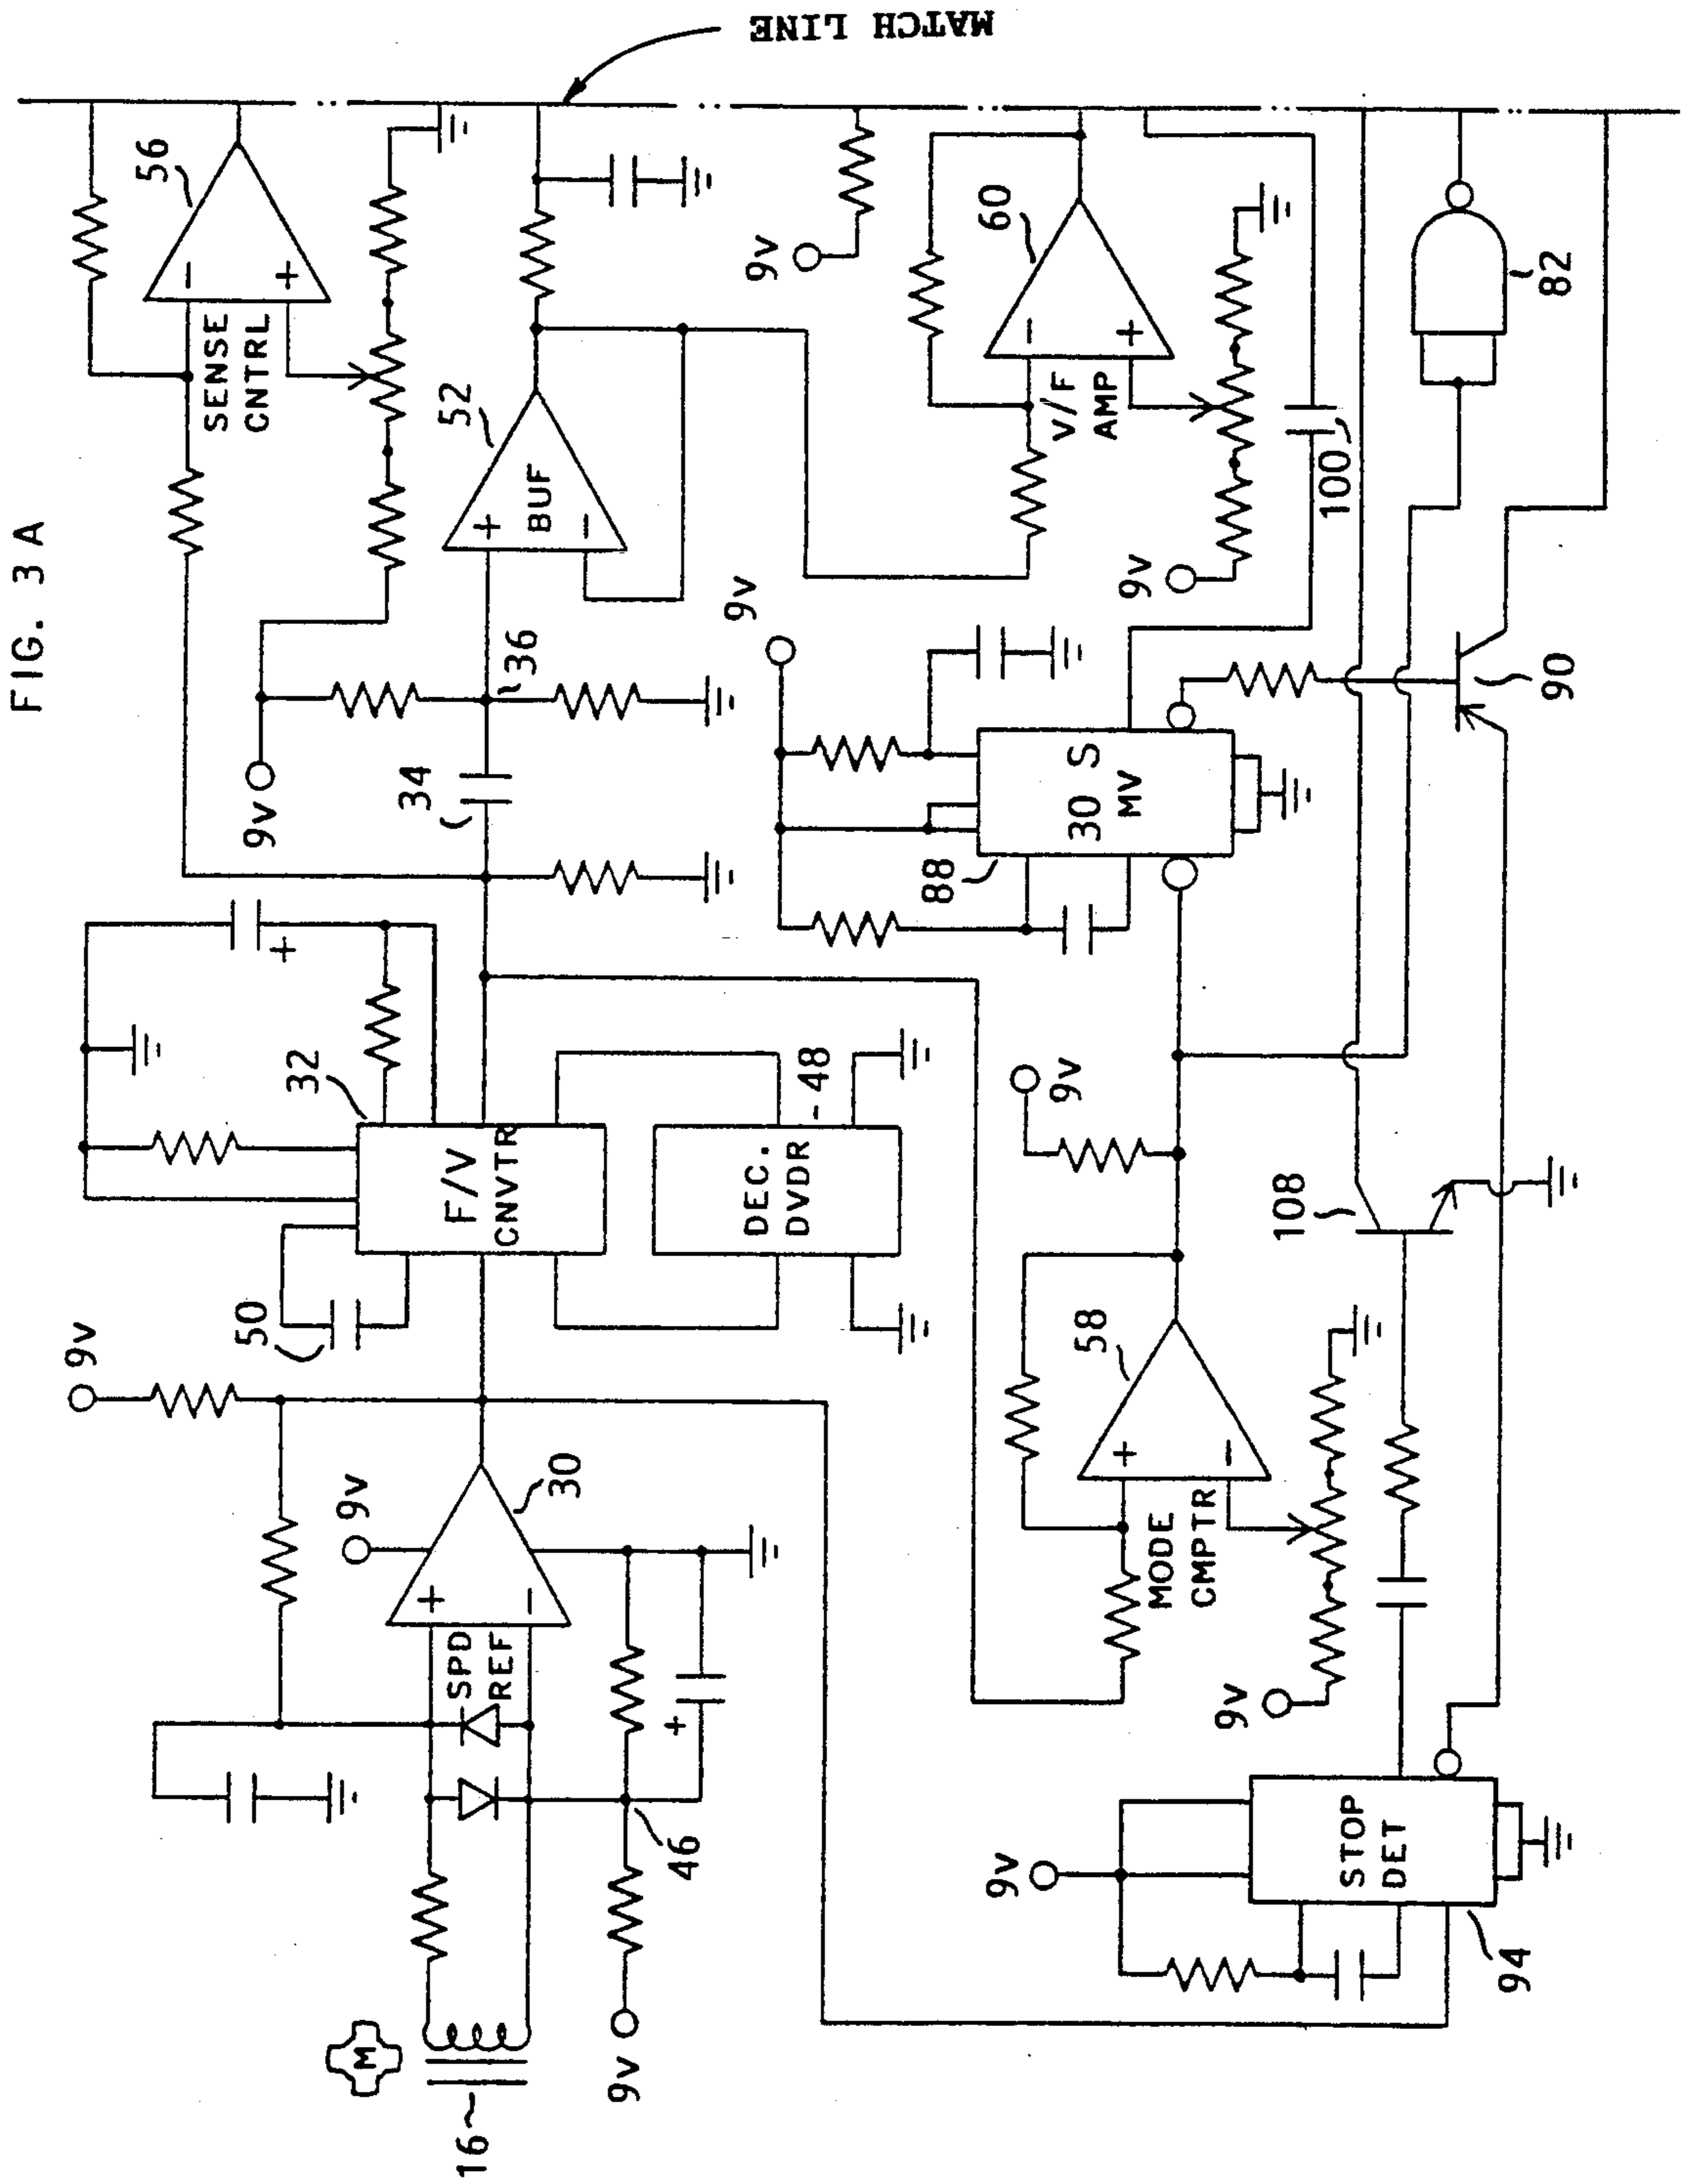 FIG. 3 A
MATCH LINE
56
SENSE
CNTRL
−
+
9v
34
36
52
BUF
+
−
9v
60
V/F
AMP
−
+
9v
100
82
32
F/V
CNVTR
+
50
DEC.
DVDR
48
9v
88
30 S
MV
90
9v
9v
30
SPD
REF
+
−
+
46
9v
16
M
58
MODE
CMPTR
+
−
9v
9v
108
9v
STOP
DET
94